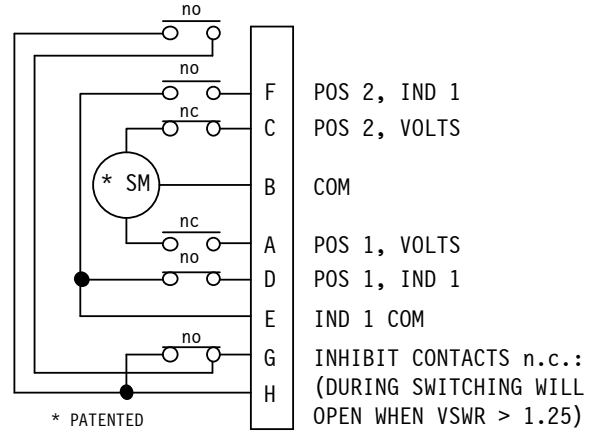 no
no
F POS 2, IND 1
nc
C POS 2, VOLTS
* SM B COM
nc
A POS 1, VOLTS
no
D POS 1, IND 1
E IND 1 COM
no
G INHIBIT CONTACTS n.c.:
H (DURING SWITCHING WILL
* PATENTED OPEN WHEN VSWR > 1.25)